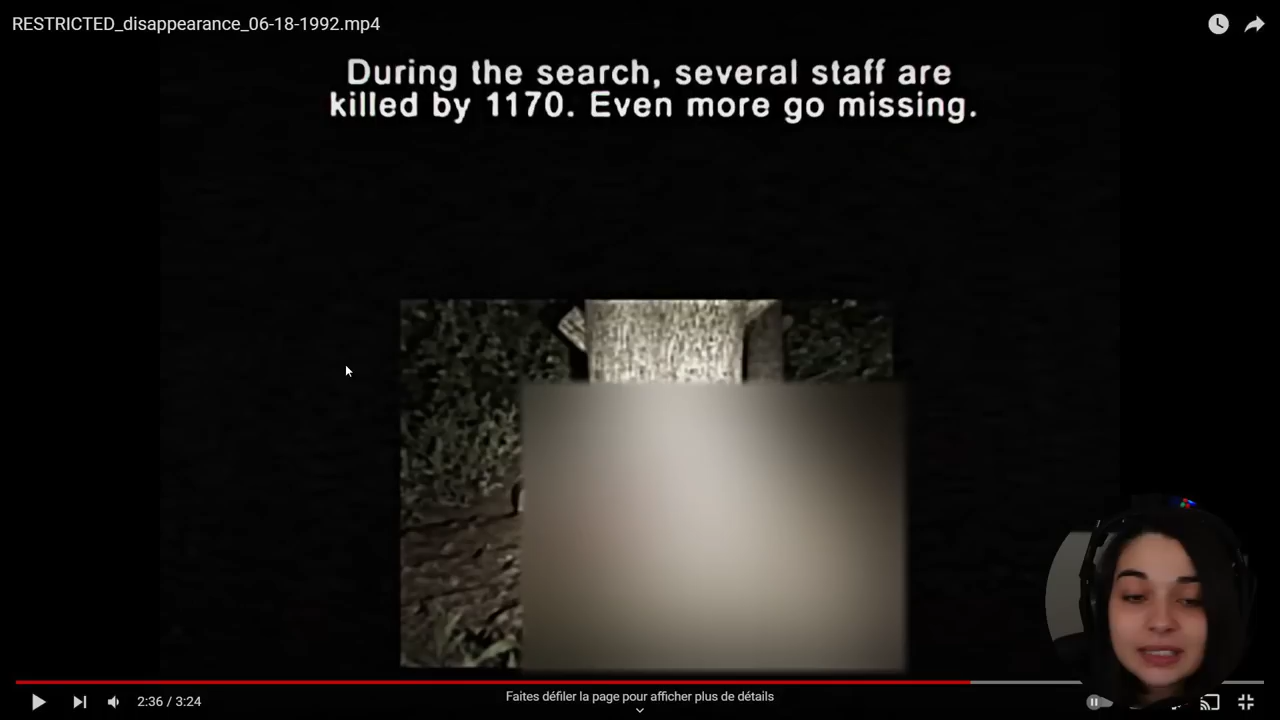 RESTRICTED_disappearance_06-18-1992.mp4
During the search, several staff are
killed by 1170. Even more go missing.
2:36 / 3:24
Faites défiler la page pour afficher plus de détails